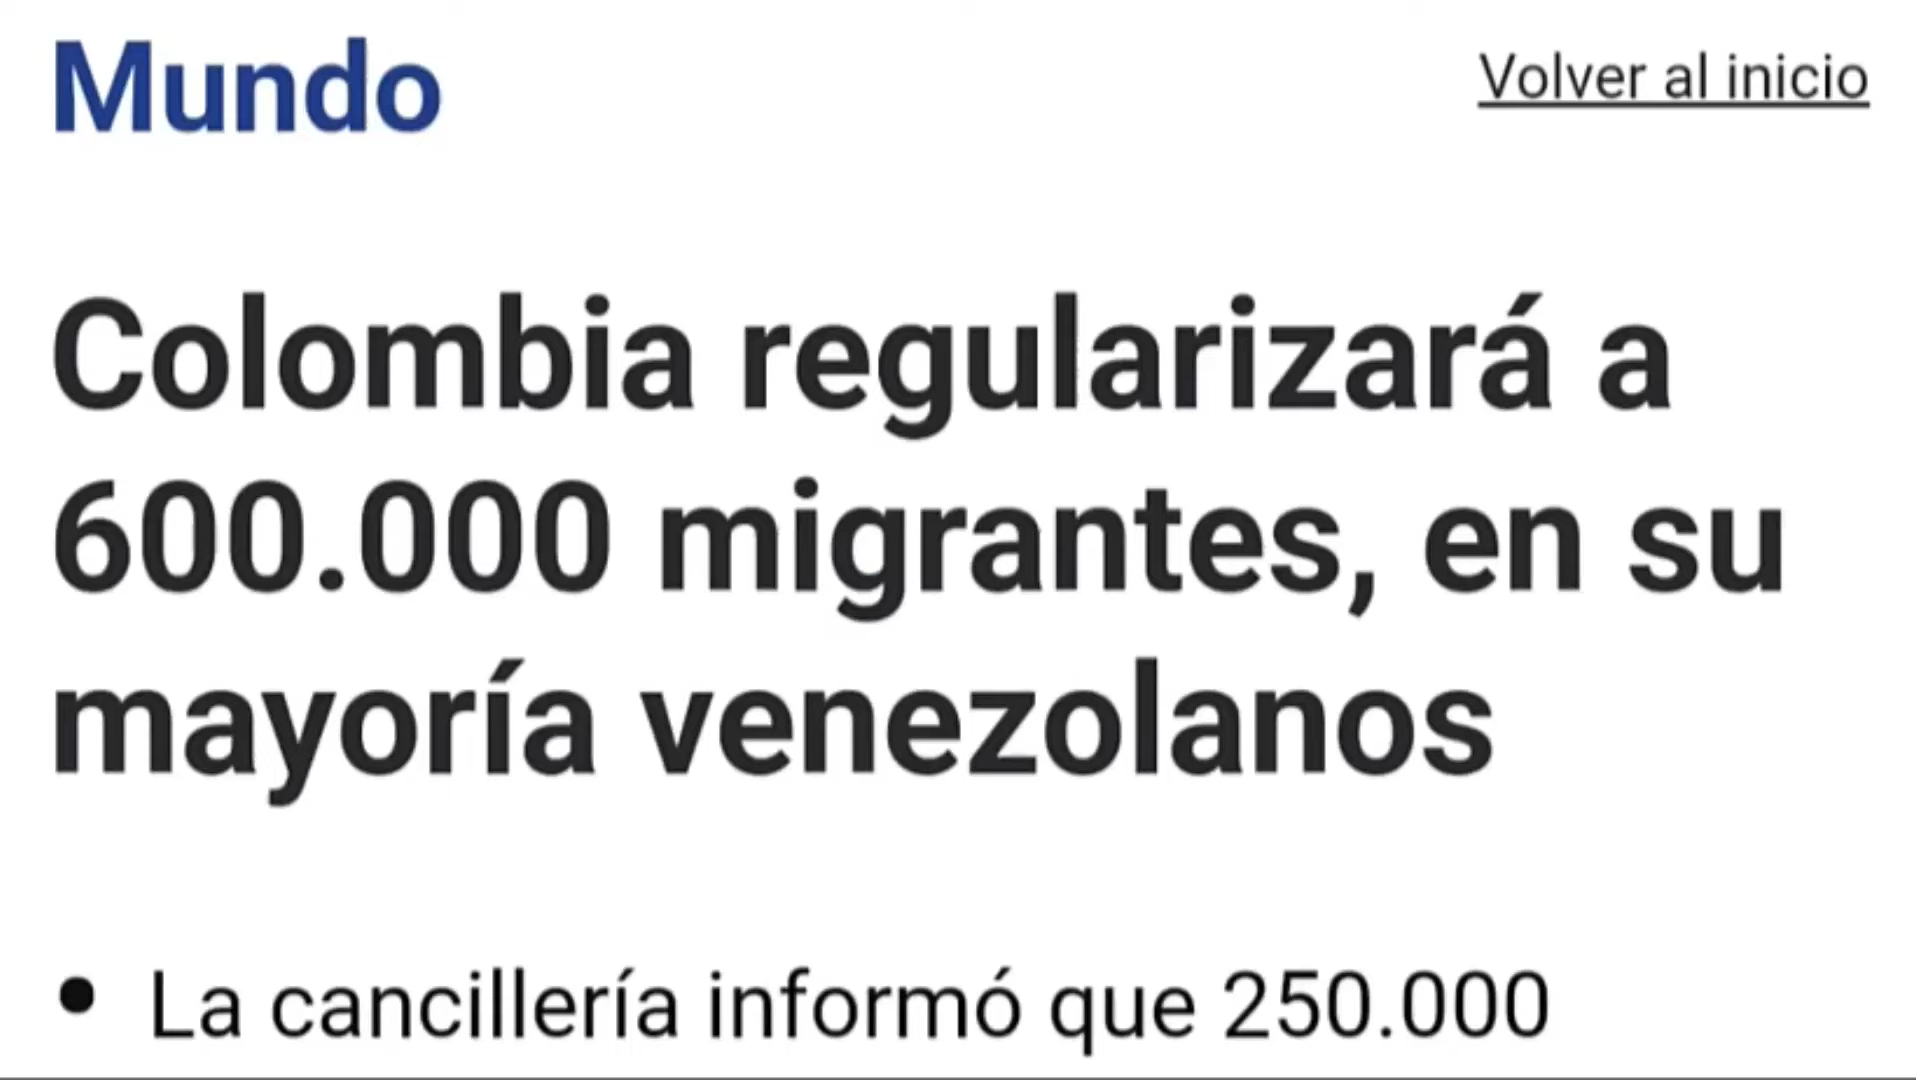 Mundo
Volver al inicio
Colombia regularizará a
600.000 migrantes, en su
mayoría venezolanos
• La cancillería informó que 250.000